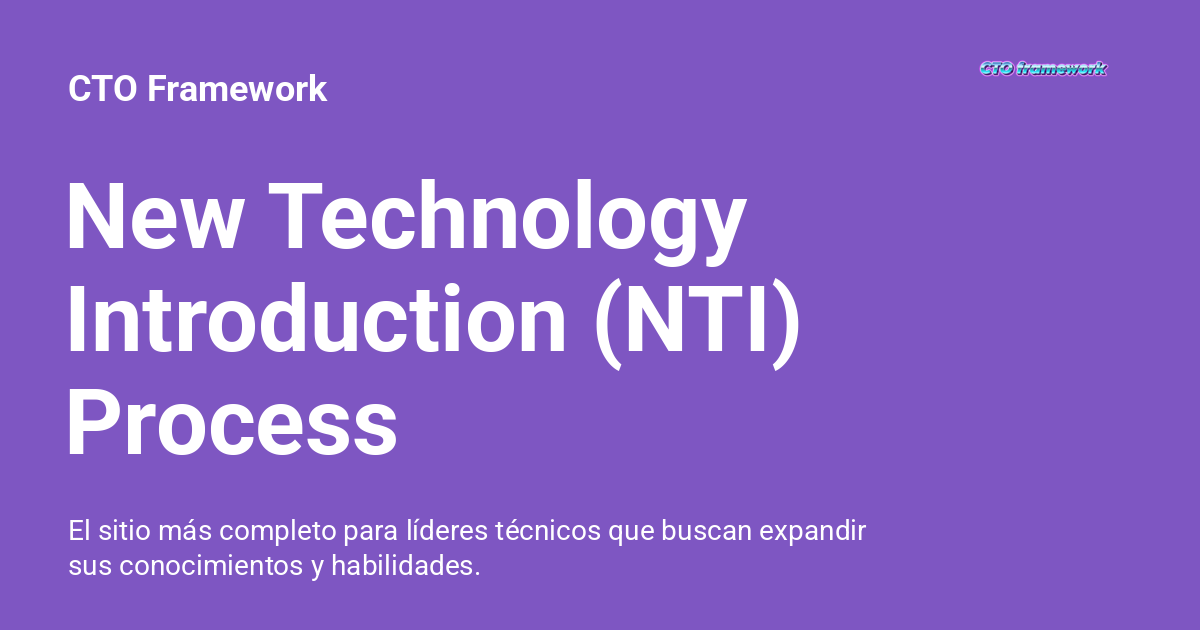 CTO Framework
CTO framework
New Technology
Introduction (NTI)
Process
El sitio más completo para líderes técnicos que buscan expandir
sus conocimientos y habilidades.